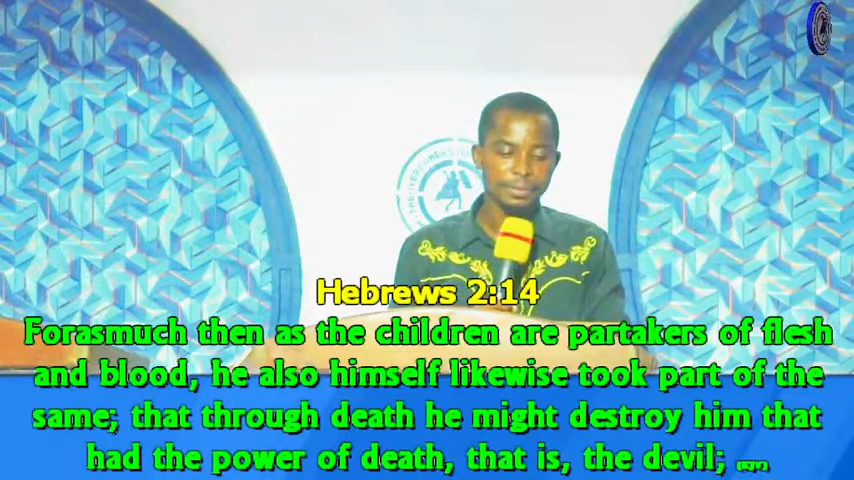 Hebrews 2:14
Forasmuch then as the children are partakers of flesh
and blood, he also himself likewise took part of the
same; that through death he might destroy him that
had the power of death, that is, the devil;